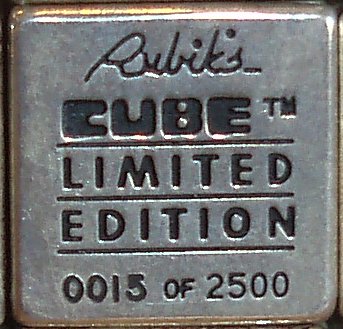 Rubik's
CUBE™
LIMITED
EDITION
0015 OF 2500